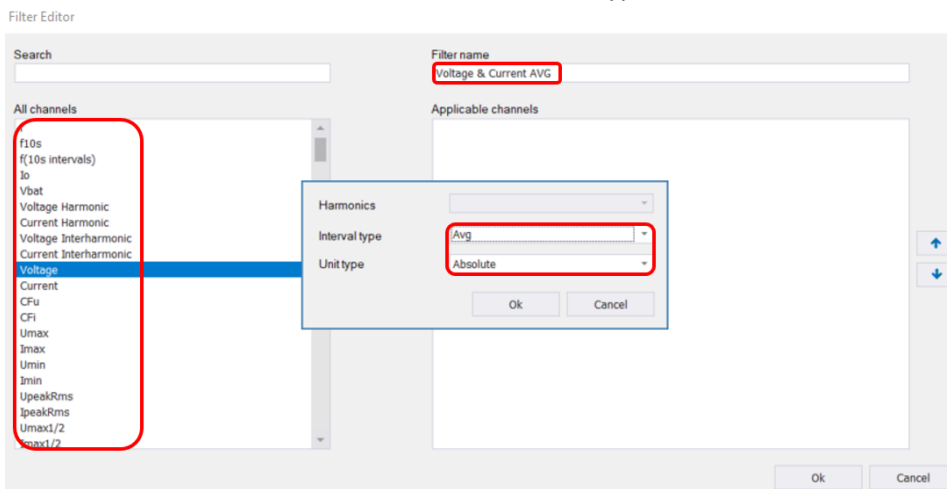 Filter Editor
Search
Filter name
Voltage & Current AVG
All channels
Applicable channels
f10s
f(10s intervals)
Io
Vbat
Voltage Harmonic
Current Harmonic
Voltage Interharmonic
Current Interharmonic
Voltage
Current
CFu
CFi
Umax
Imax
Umin
Imin
UpeakRms
IpeakRms
Umax1/2
Imax1/2
Harmonics
Interval type
Avg
Unit type
Absolute
Ok
Cancel
Ok
Cancel